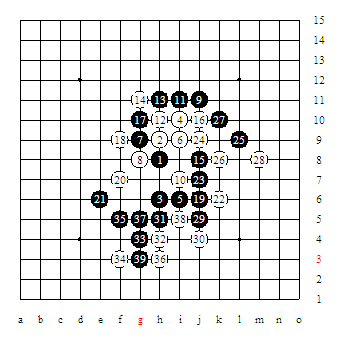 15
14
13
12
14 13 11 9 11
17 12 4 16 27 10
18 7 2 6 24 25 9
8 1 15 26 28 8
20 10 23 7
21 3 5 19 22 6
35 37 31 38 29 5
33 32 30 4
34 39 36 3
2
1
a b c d e f g h i j k l m n o